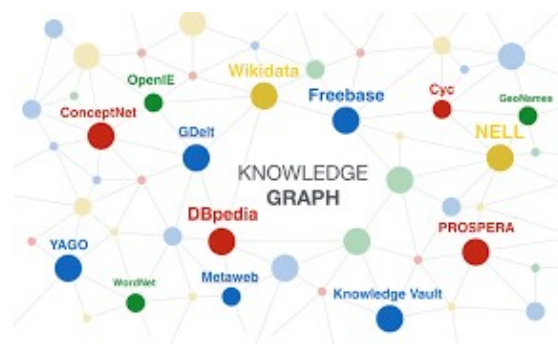 Wikidata
OpenIE
Freebase
Cyc
GeoNames
ConceptNet
GDelt
NELL
KNOWLEDGE
GRAPH
DBpedia
PROSPERA
YAGO
WordNet
Metaweb
Knowledge Vault